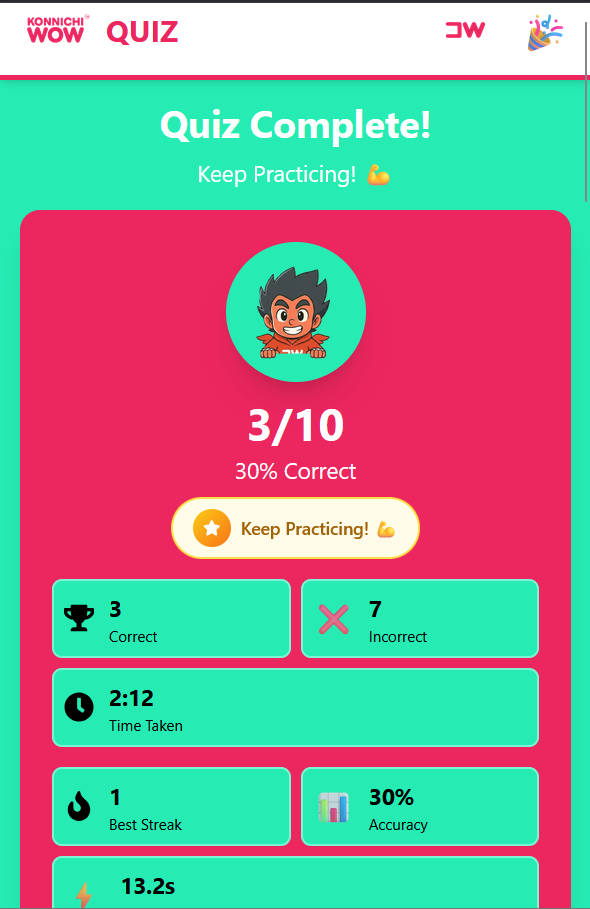 KONNICHI
WOW
QUIZ
Quiz Complete!
Keep Practicing! 💪
3/10
30% Correct
Keep Practicing! 💪
3
Correct
7
Incorrect
2:12
Time Taken
1
Best Streak
30%
Accuracy
13.2s